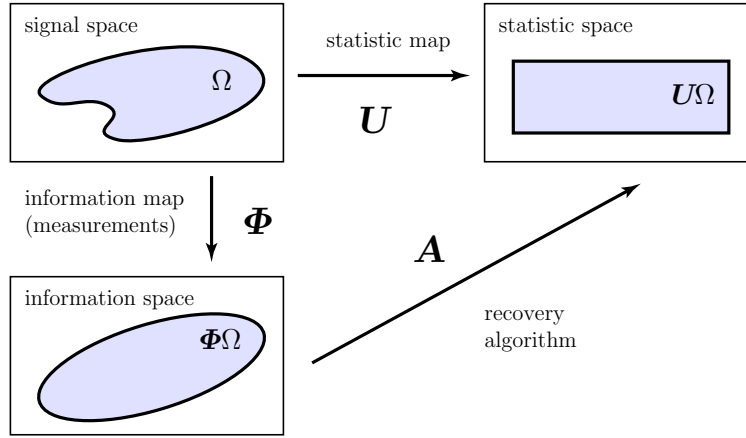 signal space
Ω
statistic map
U
statistic space
UΩ
information map
(measurements)
Φ
A
information space
ΦΩ
recovery
algorithm